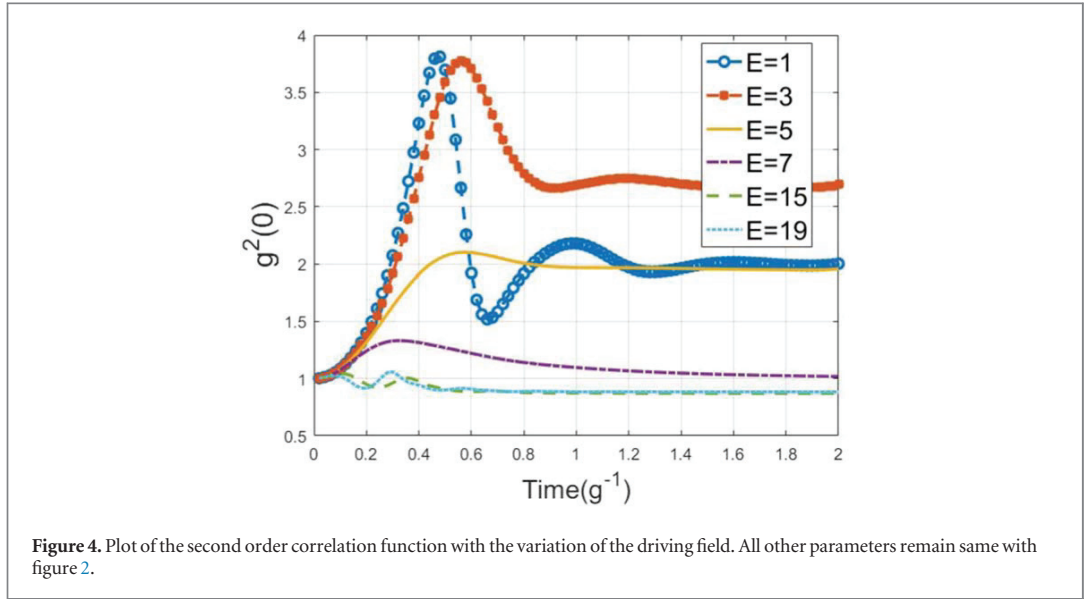 4
3.5
3
2.5
2
1.5
1
0.5
g²(0)
0 0.2 0.4 0.6 0.8 1 1.2 1.4 1.6 1.8 2
Time(g⁻¹)
E=1
E=3
E=5
E=7
E=15
E=19
Figure 4. Plot of the second order correlation function with the variation of the driving field. All other parameters remain same with
figure 2.